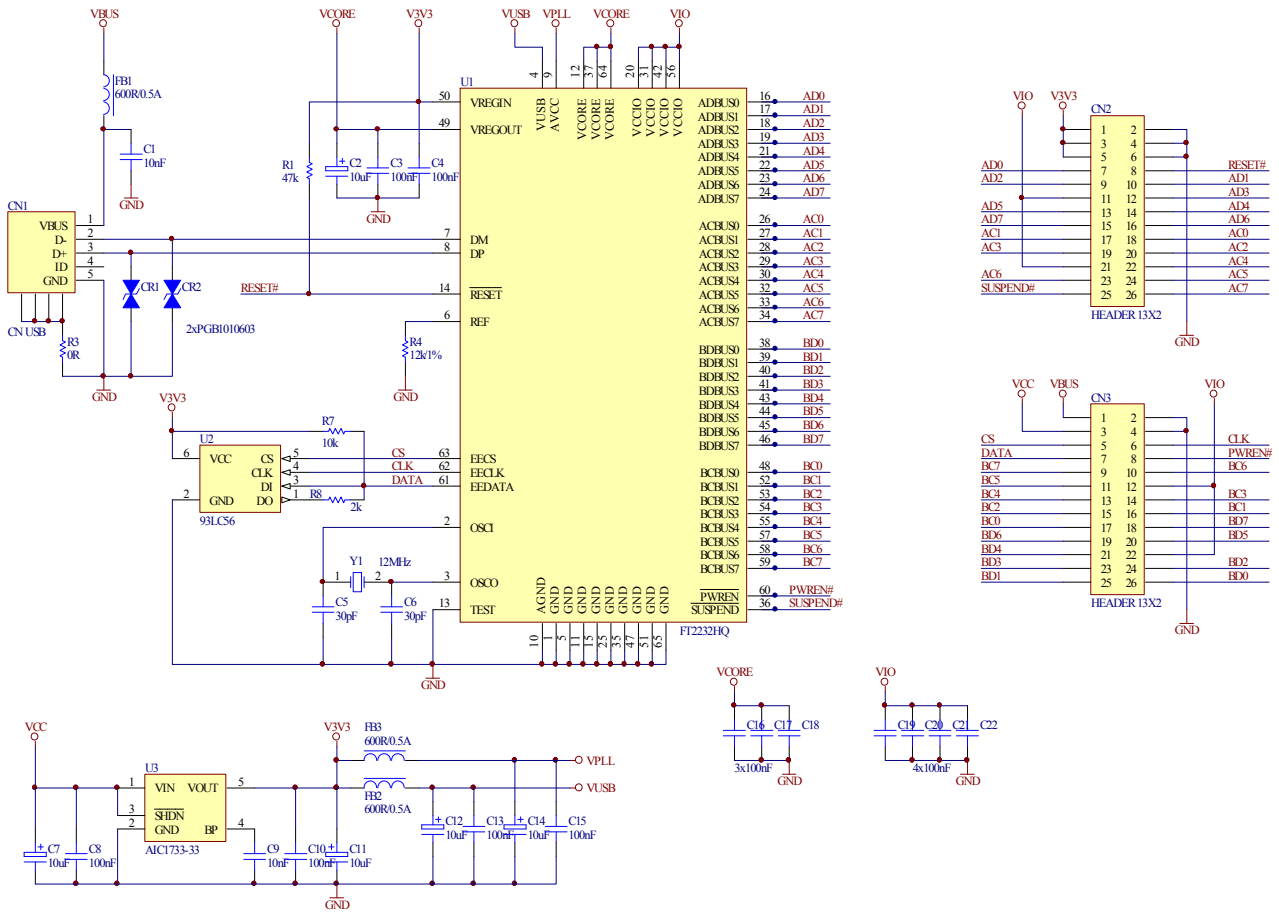 VBUS
VCORE
3V3
VUSB
VPLL
VCORE
VIO
FB1
600R/0.5A
C1
10nF
GND
CN1
VBUS 1
D- 2
D+ 3
ID 4
GND 5
CN USB
R3
0R
GND
CR1
CR2
2xPGB1010603
R1
47k
C2
10uF
C3
100nF
C4
100nF
GND
RESET#
R4
12k/1%
GND
U1
50 VREGIN
49 VREGOUT
7 DM
8 DP
14 RESET
6 REF
63 EECS
62 EECLK
61 EEDATA
2 OSCI
3 OSCO
13 TEST
4 VUSB
9 AVCC
12 VCORE
37 VCORE
64 VCORE
20 VCCIO
31 VCCIO
42 VCCIO
56 VCCIO
ADBUS0 16 AD0
ADBUS1 17 AD1
ADBUS2 18 AD2
ADBUS3 19 AD3
ADBUS4 21 AD4
ADBUS5 22 AD5
ADBUS6 23 AD6
ADBUS7 24 AD7
ACBUS0 26 AC0
ACBUS1 27 AC1
ACBUS2 28 AC2
ACBUS3 29 AC3
ACBUS4 30 AC4
ACBUS5 32 AC5
ACBUS6 33 AC6
ACBUS7 34 AC7
BDBUS0 38 BD0
BDBUS1 39 BD1
BDBUS2 40 BD2
BDBUS3 41 BD3
BDBUS4 43 BD4
BDBUS5 44 BD5
BDBUS6 45 BD6
BDBUS7 46 BD7
BCBUS0 48 BC0
BCBUS1 52 BC1
BCBUS2 53 BC2
BCBUS3 54 BC3
BCBUS4 55 BC4
BCBUS5 57 BC5
BCBUS6 58 BC6
BCBUS7 59 BC7
PWREN 60 PWREN#
SUSPEND 36 SUSPEND#
FT2232HQ
AGND 10
GND 1
GND 5
GND 11
GND 15
GND 25
GND 35
GND 47
GND 51
GND 65
GND
3V3
U2
6 VCC
2 GND
CS 5
CLK 4
DI 3
DO 1
93LC56
R7
10k
CS
CLK
DATA
R8
2k
Y1
12MHz
1
2
C5
30pF
C6
30pF
VIO
3V3
CN2
1 2
3 4
5 6
AD0 7 8 RESET#
AD2 9 10 AD1
11 12 AD3
AD5 13 14 AD4
AD7 15 16 AD6
AC1 17 18 AC0
AC3 19 20 AC2
21 22 AC4
AC6 23 24 AC5
SUSPEND# 25 26 AC7
HEADER 13X2
GND
VCC
VBUS
CN3
VIO
1 2
3 4
CS 5 6 CLK
DATA 7 8 PWREN#
BC7 9 10 BC6
BC5 11 12
BC4 13 14 BC3
BC2 15 16 BC1
BC0 17 18 BD7
BD6 19 20 BD5
BD4 21 22
BD3 23 24 BD2
BD1 25 26 BD0
HEADER 13X2
GND
VCORE
C16
C17
C18
3x100nF
GND
VIO
C19
C20
C21
C22
4x100nF
GND
VCC
U3
1 VIN
3 SHDN
2 GND
VOUT 5
BP 4
AIC1733-33
C7
10uF
C8
100nF
C9
10nF
C10
100nF
C11
10uF
GND
3V3
FB3
600R/0.5A
FB2
600R/0.5A
VPLL
VUSB
C12
10uF
C13
100nF
C14
10uF
C15
100nF